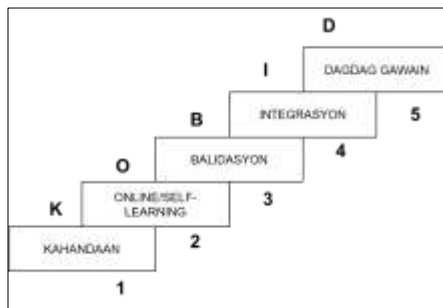 D
DAGDAG GAWAIN
I
5
INTEGRASYON
B
4
BALIDASYON
O
3
ONLINE/SELF-
LEARNING
K
2
KAHANDAAN
1